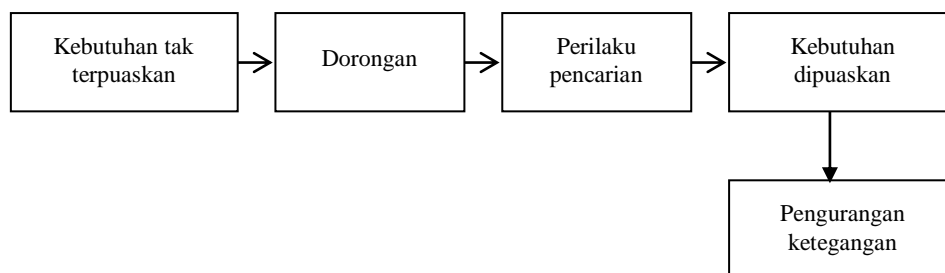 Kebutuhan tak
terpuaskan
Dorongan
Perilaku
pencarian
Kebutuhan
dipuaskan
Pengurangan
ketegangan